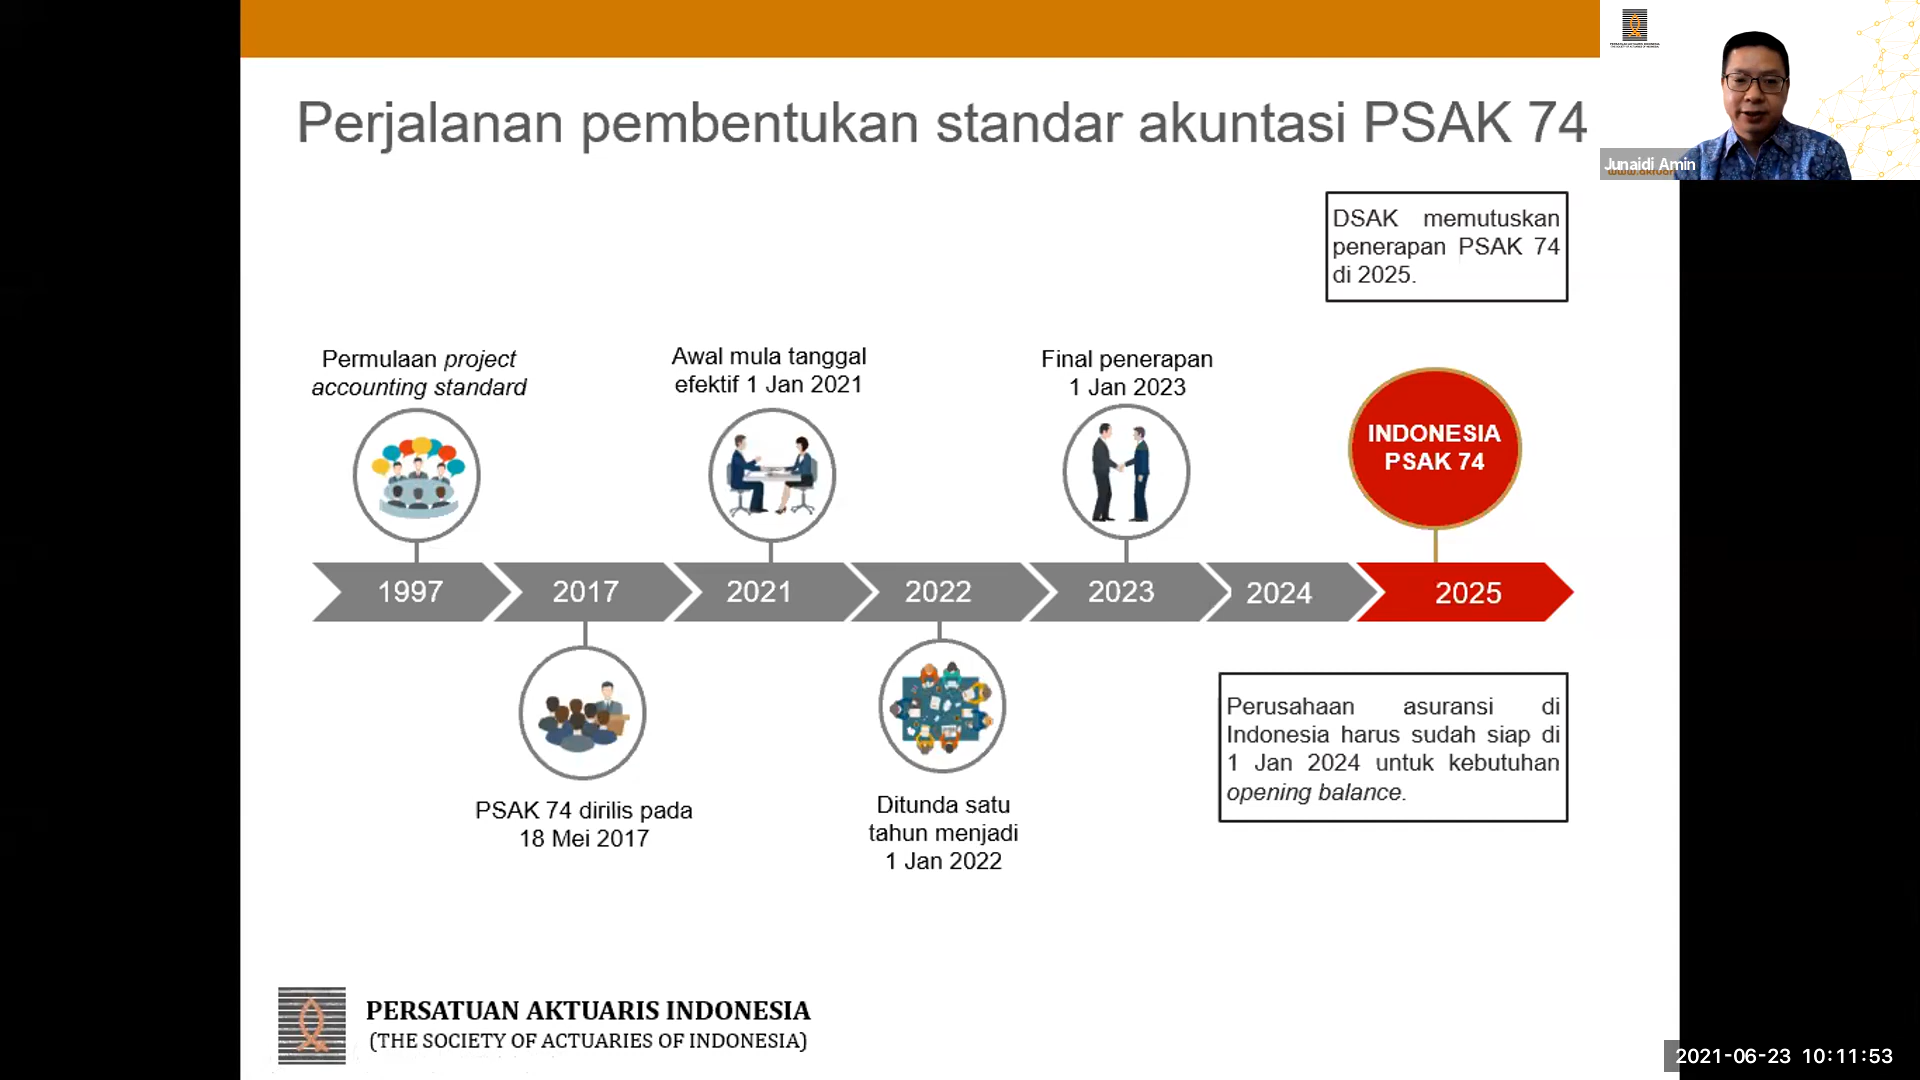 Perjalanan pembentukan standar akuntasi PSAK 74
Junaidi Amin
DSAK memutuskan
penerapan PSAK 74
di 2025.
Permulaan project
accounting standard
Awal mula tanggal
efektif 1 Jan 2021
Final penerapan
1 Jan 2023
INDONESIA
PSAK 74
1997
2017
2021
2022
2023
2024
2025
PSAK 74 dirilis pada
18 Mei 2017
Ditunda satu
tahun menjadi
1 Jan 2022
Perusahaan asuransi di
Indonesia harus sudah siap di
1 Jan 2024 untuk kebutuhan
opening balance.
PERSATUAN AKTUARIS INDONESIA
(THE SOCIETY OF ACTUARIES OF INDONESIA)
2021-06-23 10:11:53